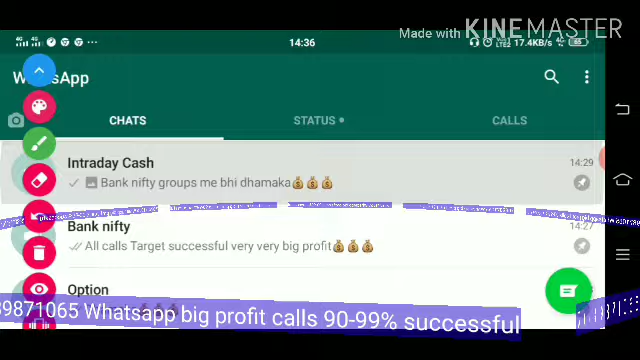 Made with KINEMASTER
14:36
17.4KB/s
WhatsApp
CHATS STATUS CALLS
Intraday Cash 14:29
Bank nifty groups me bhi dhamaka💰💰💰
Bank nifty 14:27
All calls Target successful very very big profit💰💰💰
Option
39871065 Whatsapp big profit calls 90-99% successful